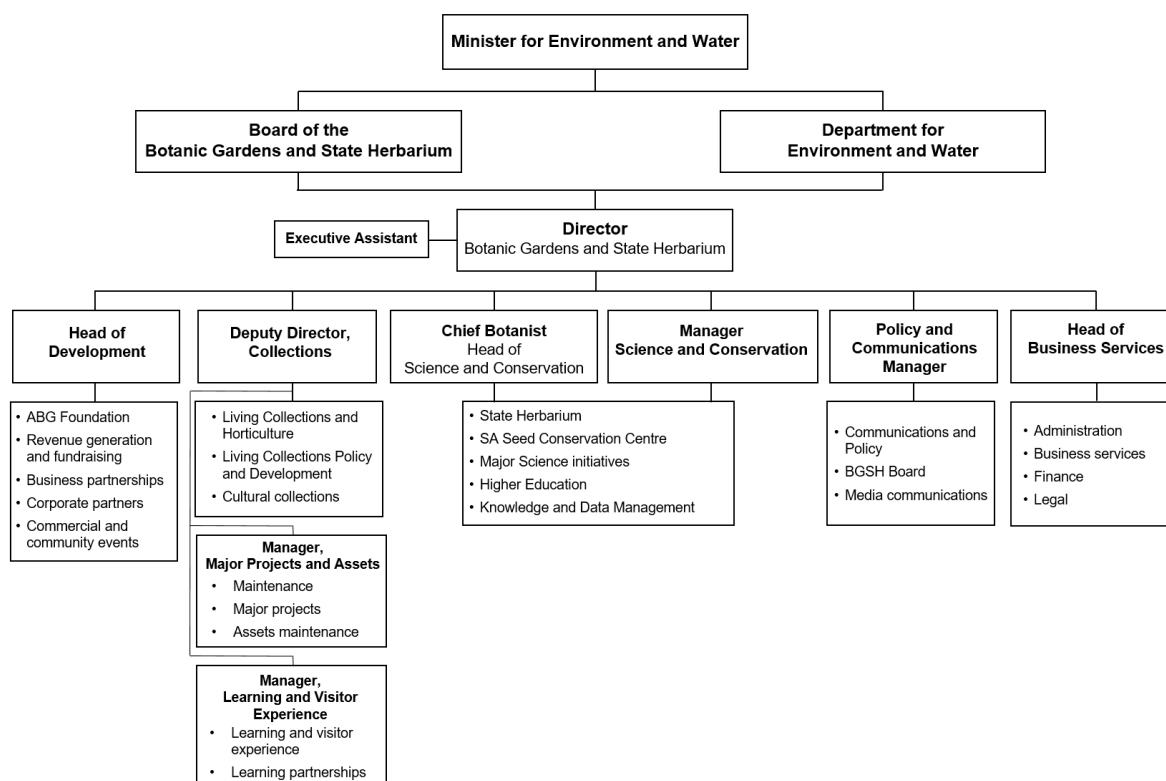 Minister for Environment and Water
Board of the
Botanic Gardens and State Herbarium
Department for
Environment and Water
Executive Assistant
Director
Botanic Gardens and State Herbarium
Head of
Development
Deputy Director,
Collections
Chief Botanist
Head of
Science and Conservation
Manager
Science and Conservation
Policy and
Communications
Manager
Head of
Business Services
• ABG Foundation
• Revenue generation
and fundraising
• Business partnerships
• Corporate partners
• Commercial and
community events
• Living Collections and
Horticulture
• Living Collections Policy
and Development
• Cultural collections
• State Herbarium
• SA Seed Conservation Centre
• Major Science initiatives
• Higher Education
• Knowledge and Data Management
• Communications and
Policy
• BGSH Board
• Media communications
• Administration
• Business services
• Finance
• Legal
Manager,
Major Projects and Assets
• Maintenance
• Major projects
• Assets maintenance
Manager,
Learning and Visitor
Experience
• Learning and visitor
experience
• Learning partnerships